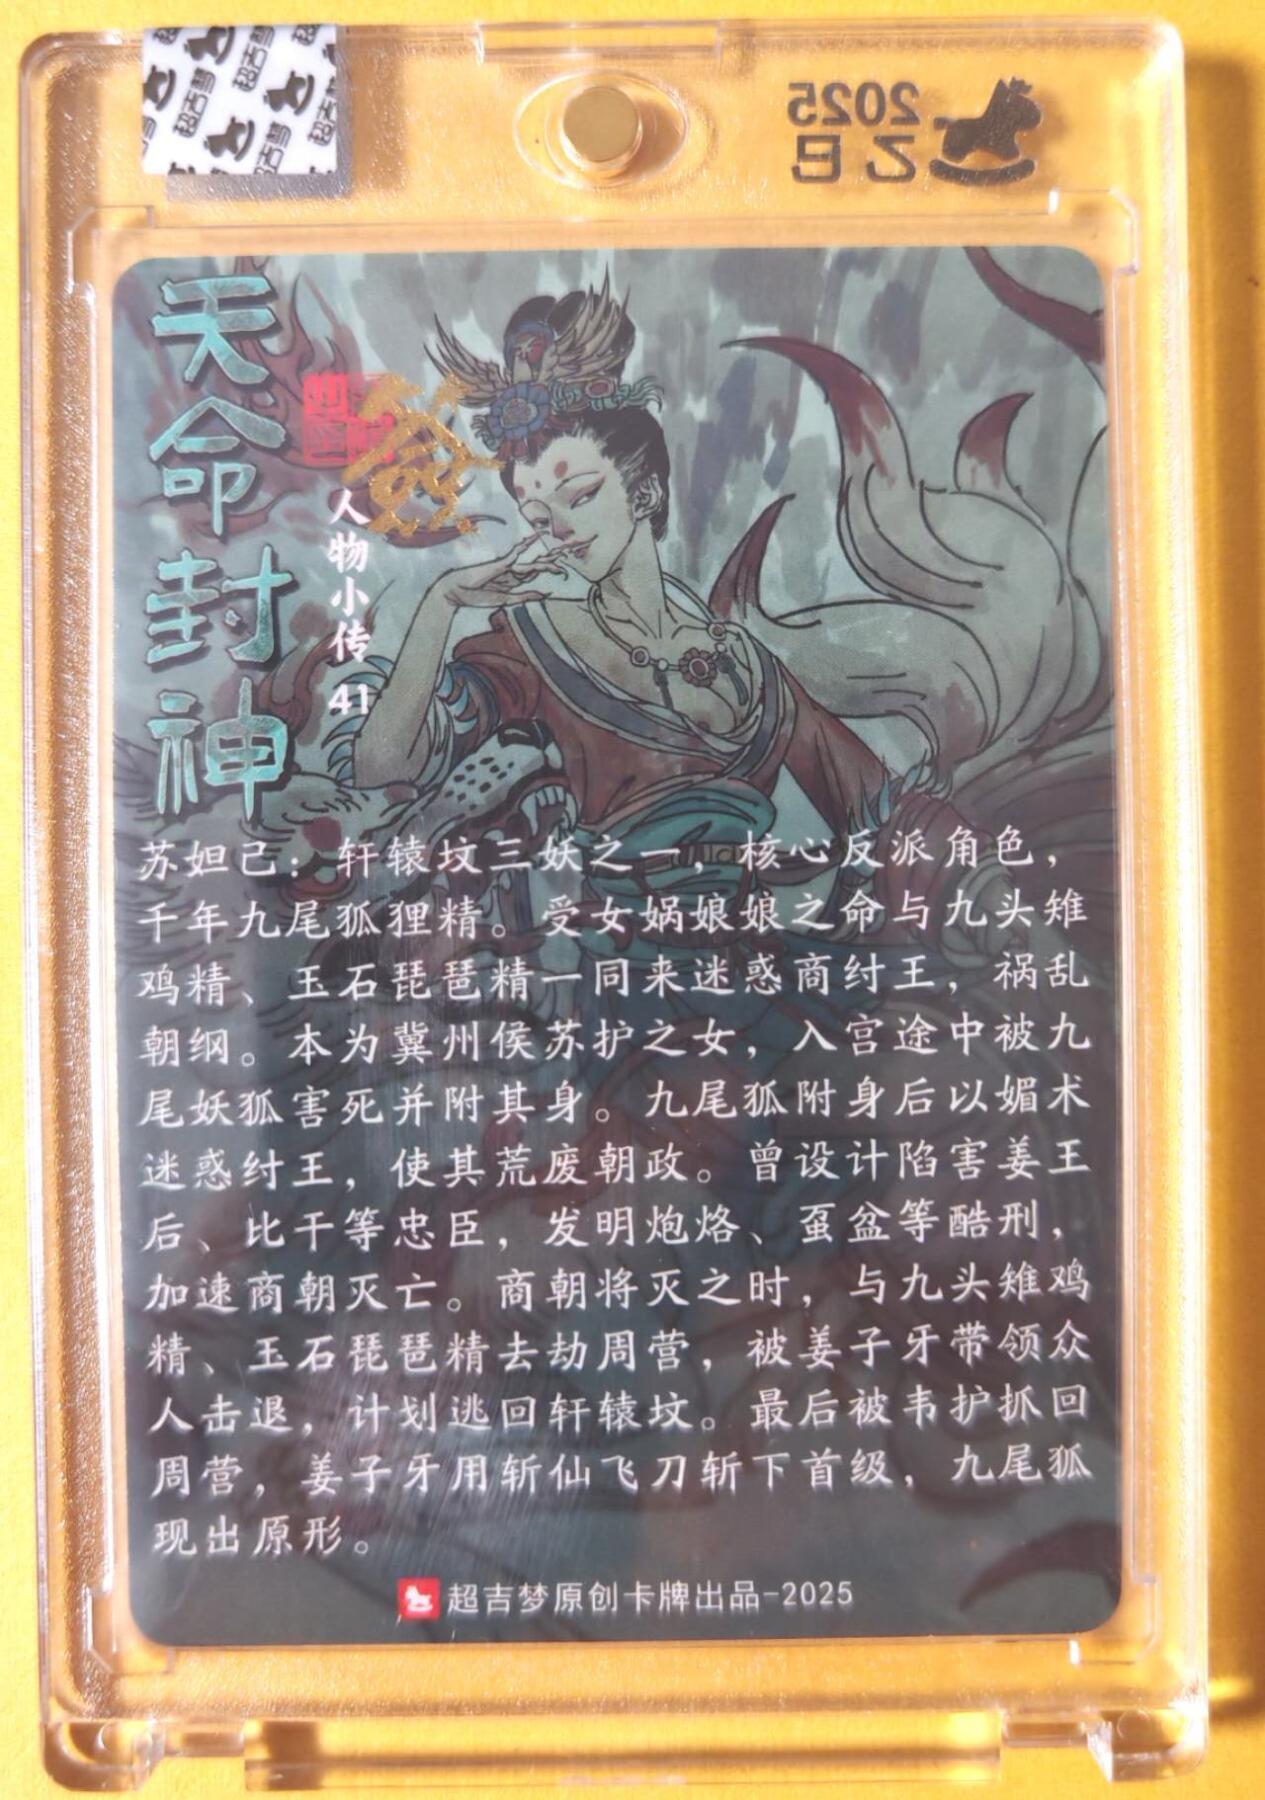 2025
乙巳
天命封神
人物小传 41
苏妲己：轩辕坟三妖之一，核心反派角色，
千年九尾狐狸精。受女娲娘娘之命与九头雉
鸡精、玉石琵琶精一同来迷惑商纣王，祸乱
朝纲。本为冀州侯苏护之女，入宫途中被九
尾妖狐害死并附其身。九尾狐附身后以媚术
迷惑纣王，使其荒废朝政。曾设计陷害姜王
后、比干等忠臣，发明炮烙、虿盆等酷刑，
加速商朝灭亡。商朝将灭之时，与九头雉鸡
精、玉石琵琶精去劫周营，被姜子牙带领众
人击退，计划逃回轩辕坟。最后被韦护抓回
周营，姜子牙用斩仙飞刀斩下首级，九尾狐
现出原形。
超吉梦原创卡牌出品-2025